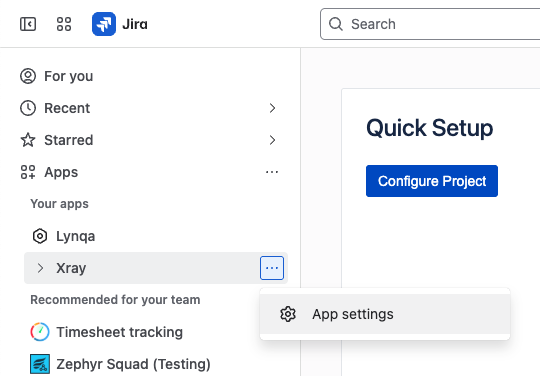 Jira
Search
For you
Recent
Starred
Apps
Your apps
Lynqa
Xray
Recommended for your team
Timesheet tracking
Zephyr Squad (Testing)
Quick Setup
Configure Project
App settings